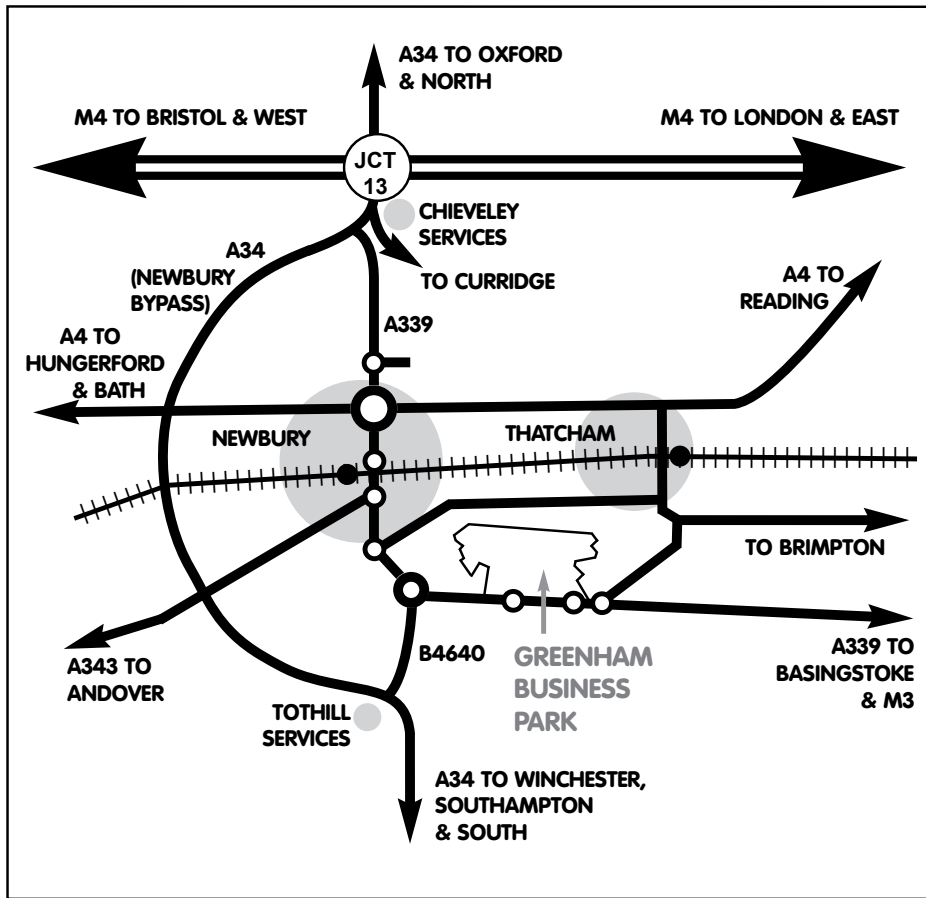 A34 TO OXFORD
& NORTH
M4 TO BRISTOL & WEST
M4 TO LONDON & EAST
JCT
13
CHIEVELEY
SERVICES
A34
(NEWBURY
BYPASS)
TO CURRIDGE
A4 TO
READING
A339
A4 TO
HUNGERFORD
& BATH
NEWBURY
THATCHAM
TO BRIMPTON
A343 TO
ANDOVER
B4640
GREENHAM
BUSINESS
PARK
A339 TO
BASINGSTOKE
& M3
TOTHILL
SERVICES
A34 TO WINCHESTER,
SOUTHAMPTON
& SOUTH